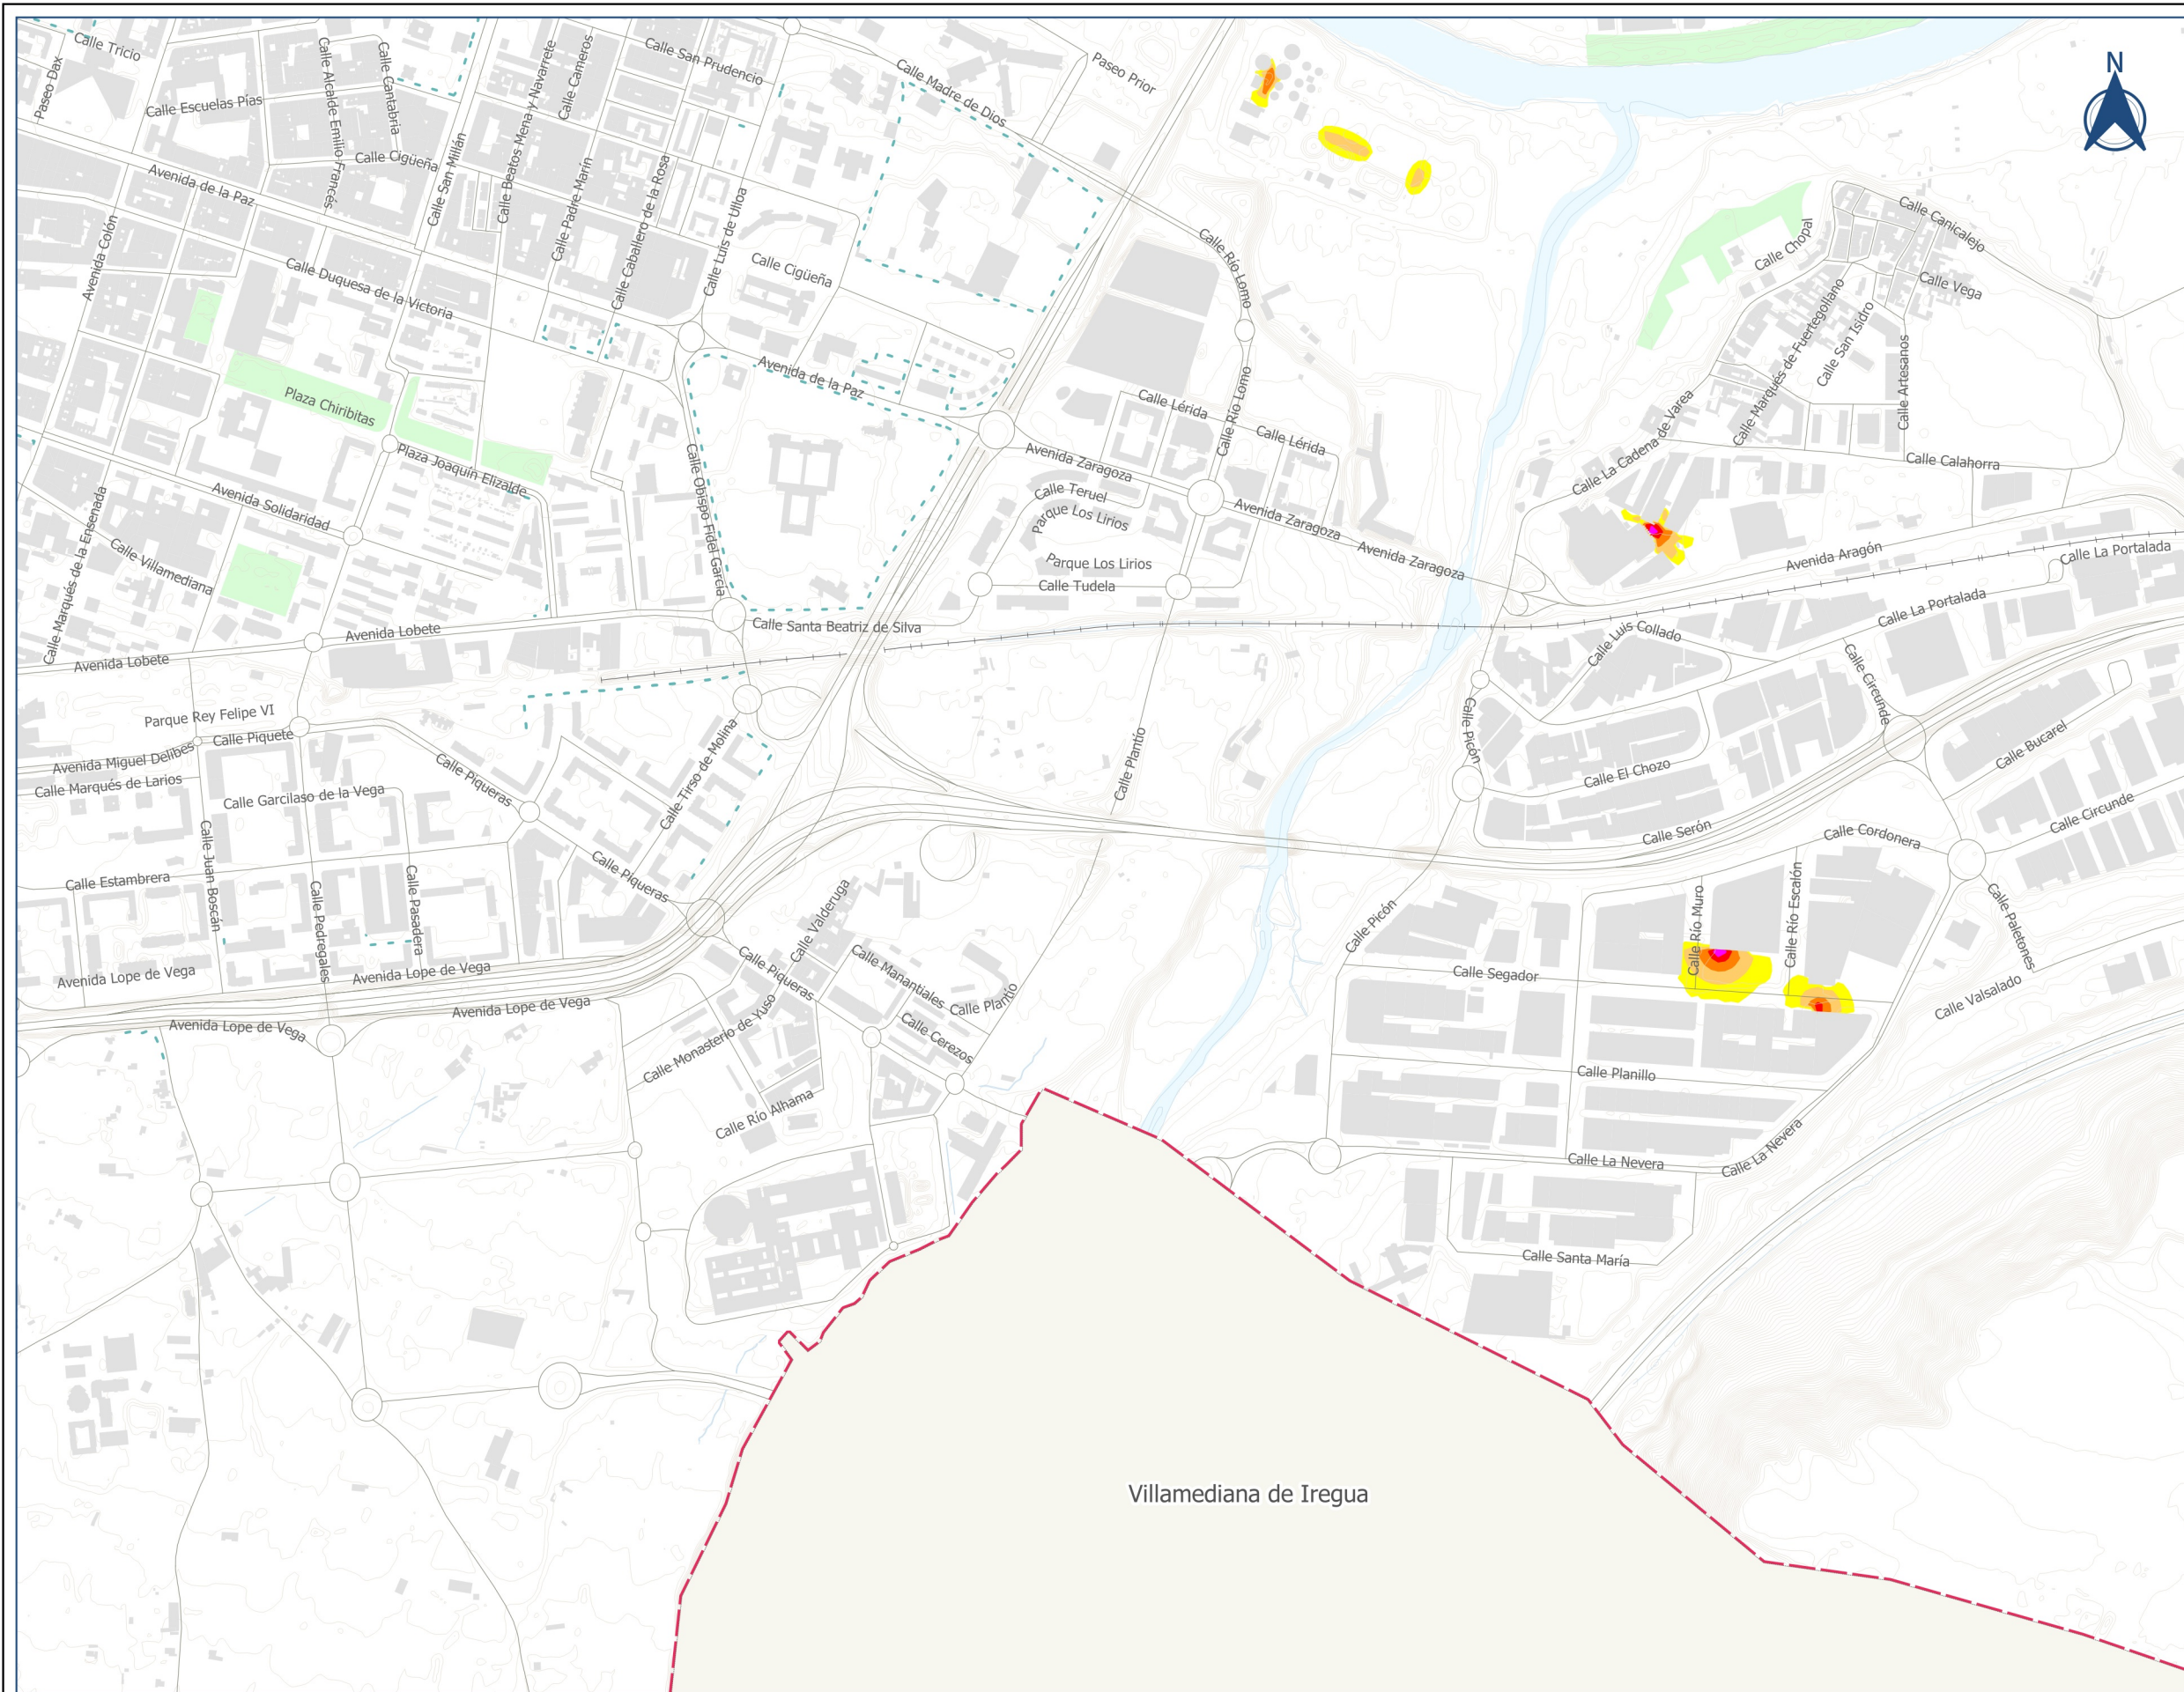 N
Calle Tricio
Paseo Dax
Calle Escuelas Pías
Calle Alcalde Emilio Francés
Calle Cantabria
Calle Cigüeña
Calle San Millán
Calle Beatos Mena y Navarrete
Calle Cameros
Calle San Prudencio
Calle Madre de Dios
Paseo Prior
Avenida de la Paz
Avenida Colón
Calle Padre Marín
Calle Caballero de la Rosa
Calle Luis de Ulloa
Calle Cigüeña
Calle Río Lomo
Calle Chopal
Calle Canicalejo
Calle Vega
Calle Duquesa de la Victoria
Calle Marqués de Fuertegollano
Calle San Isidro
Calle Artesanos
Plaza Chiribitas
Avenida de la Paz
Calle Lérida
Calle Río Lomo
Calle Lérida
Calle La Cadena de Varea
Calle Calahorra
Plaza Joaquín Elizalde
Calle Obispo Fidel García
Avenida Zaragoza
Calle Teruel
Parque Los Lirios
Avenida Zaragoza
Avenida Solidaridad
Calle Marqués de la Ensenada
Calle Villamediana
Parque Los Lirios
Calle Tudela
Avenida Zaragoza
Avenida Aragón
Calle La Portalada
Calle La Portalada
Avenida Lobete
Avenida Lobete
Calle Santa Beatriz de Silva
Calle Luis Collado
Calle Circunde
Parque Rey Felipe VI
Calle Piquete
Avenida Miguel Delibes
Calle Marqués de Larios
Calle Garcilaso de la Vega
Calle Piqueras
Calle Tirso de Molina
Calle Plantío
Calle Picón
Calle El Chozo
Calle Bucarel
Calle Circunde
Calle Serón
Calle Cordonera
Calle Juan Boscán
Calle Estambrera
Calle Pedregales
Calle Pasadera
Calle Piqueras
Calle Valderuga
Calle Picón
Calle Río Muro
Calle Río Escalón
Calle Paletones
Avenida Lope de Vega
Avenida Lope de Vega
Avenida Lope de Vega
Avenida Lope de Vega
Calle Piqueras
Calle Manantiales
Calle Plantío
Calle Cerezos
Calle Monasterio de Yuso
Calle Río Alhama
Calle Segador
Calle Valsalado
Calle Planillo
Calle La Nevera
Calle La Nevera
Calle Santa María
Villamediana de Iregua